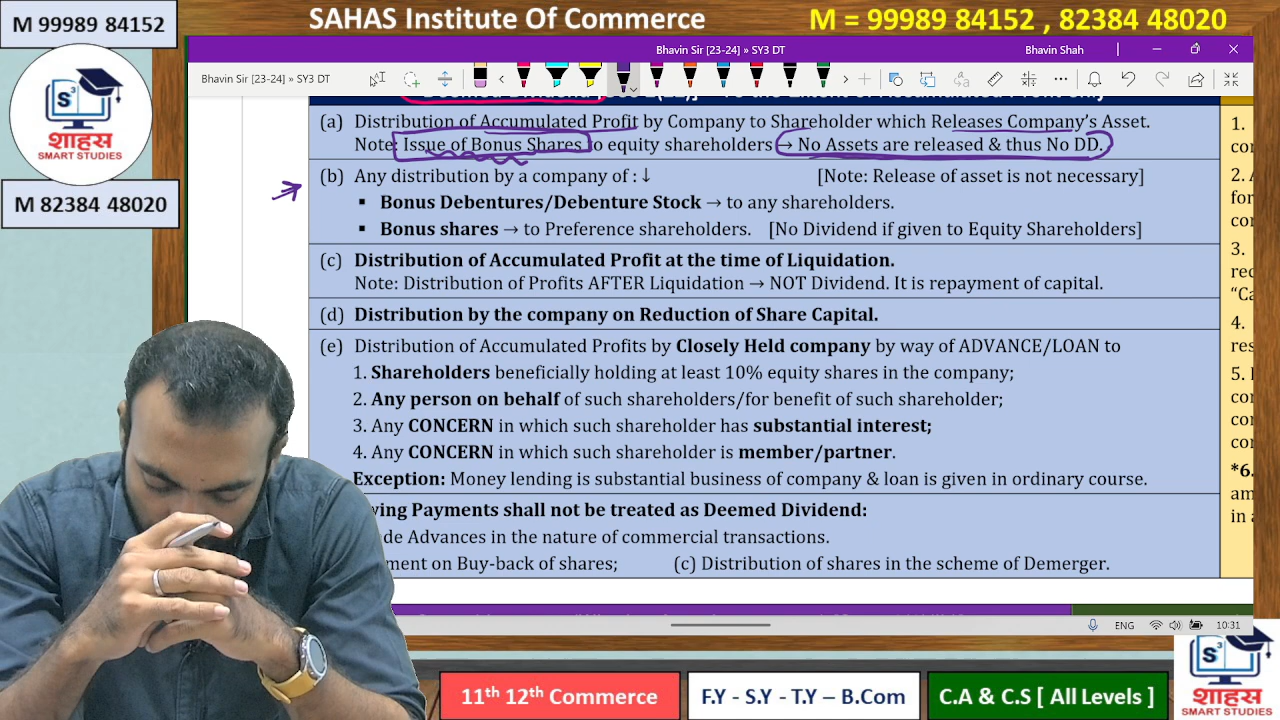 M 99989 84152
SAHAS Institute Of Commerce
M = 99989 84152 , 82384 48020
Bhavin Sir [23-24] » SY3 DT
Bhavin Shah
Bhavin Sir [23-24] » SY3 DT
S³
शाहस
SMART STUDIES
M 82384 48020
(a) Distribution of Accumulated Profit by Company to Shareholder which Releases Company's Asset.
Note: Issue of Bonus Shares to equity shareholders → No Assets are released & thus No DD.
(b) Any distribution by a company of : ↓ [Note: Release of asset is not necessary]
▪ Bonus Debentures/Debenture Stock → to any shareholders.
▪ Bonus shares → to Preference shareholders. [No Dividend if given to Equity Shareholders]
(c) Distribution of Accumulated Profit at the time of Liquidation.
Note: Distribution of Profits AFTER Liquidation → NOT Dividend. It is repayment of capital.
(d) Distribution by the company on Reduction of Share Capital.
(e) Distribution of Accumulated Profits by Closely Held company by way of ADVANCE/LOAN to
1. Shareholders beneficially holding at least 10% equity shares in the company;
2. Any person on behalf of such shareholders/for benefit of such shareholder;
3. Any CONCERN in which such shareholder has substantial interest;
4. Any CONCERN in which such shareholder is member/partner.
Exception: Money lending is substantial business of company & loan is given in ordinary course.
Payments shall not be treated as Deemed Dividend:
Advances in the nature of commercial transactions.
on Buy-back of shares; (c) Distribution of shares in the scheme of Demerger.
1.
2.
3.
4.
5.
*6.
ENG 10:31
S³
शाहस
SMART STUDIES
11th 12th Commerce
F.Y - S.Y - T.Y – B.Com
C.A & C.S [ All Levels ]